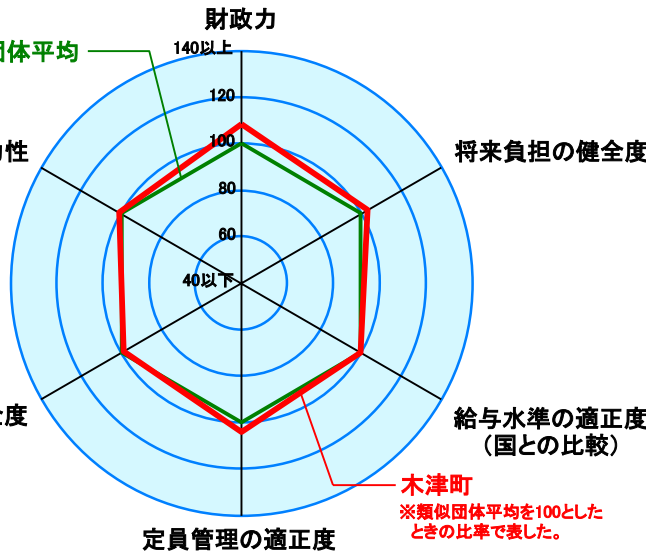 財政力
140以上
団体平均
120
100
性
将来負担の健全度
80
60
40以下
度
給与水準の適正度
(国との比較)
木津町
※類似団体平均を100とした
ときの比率で表した。
定員管理の適正度